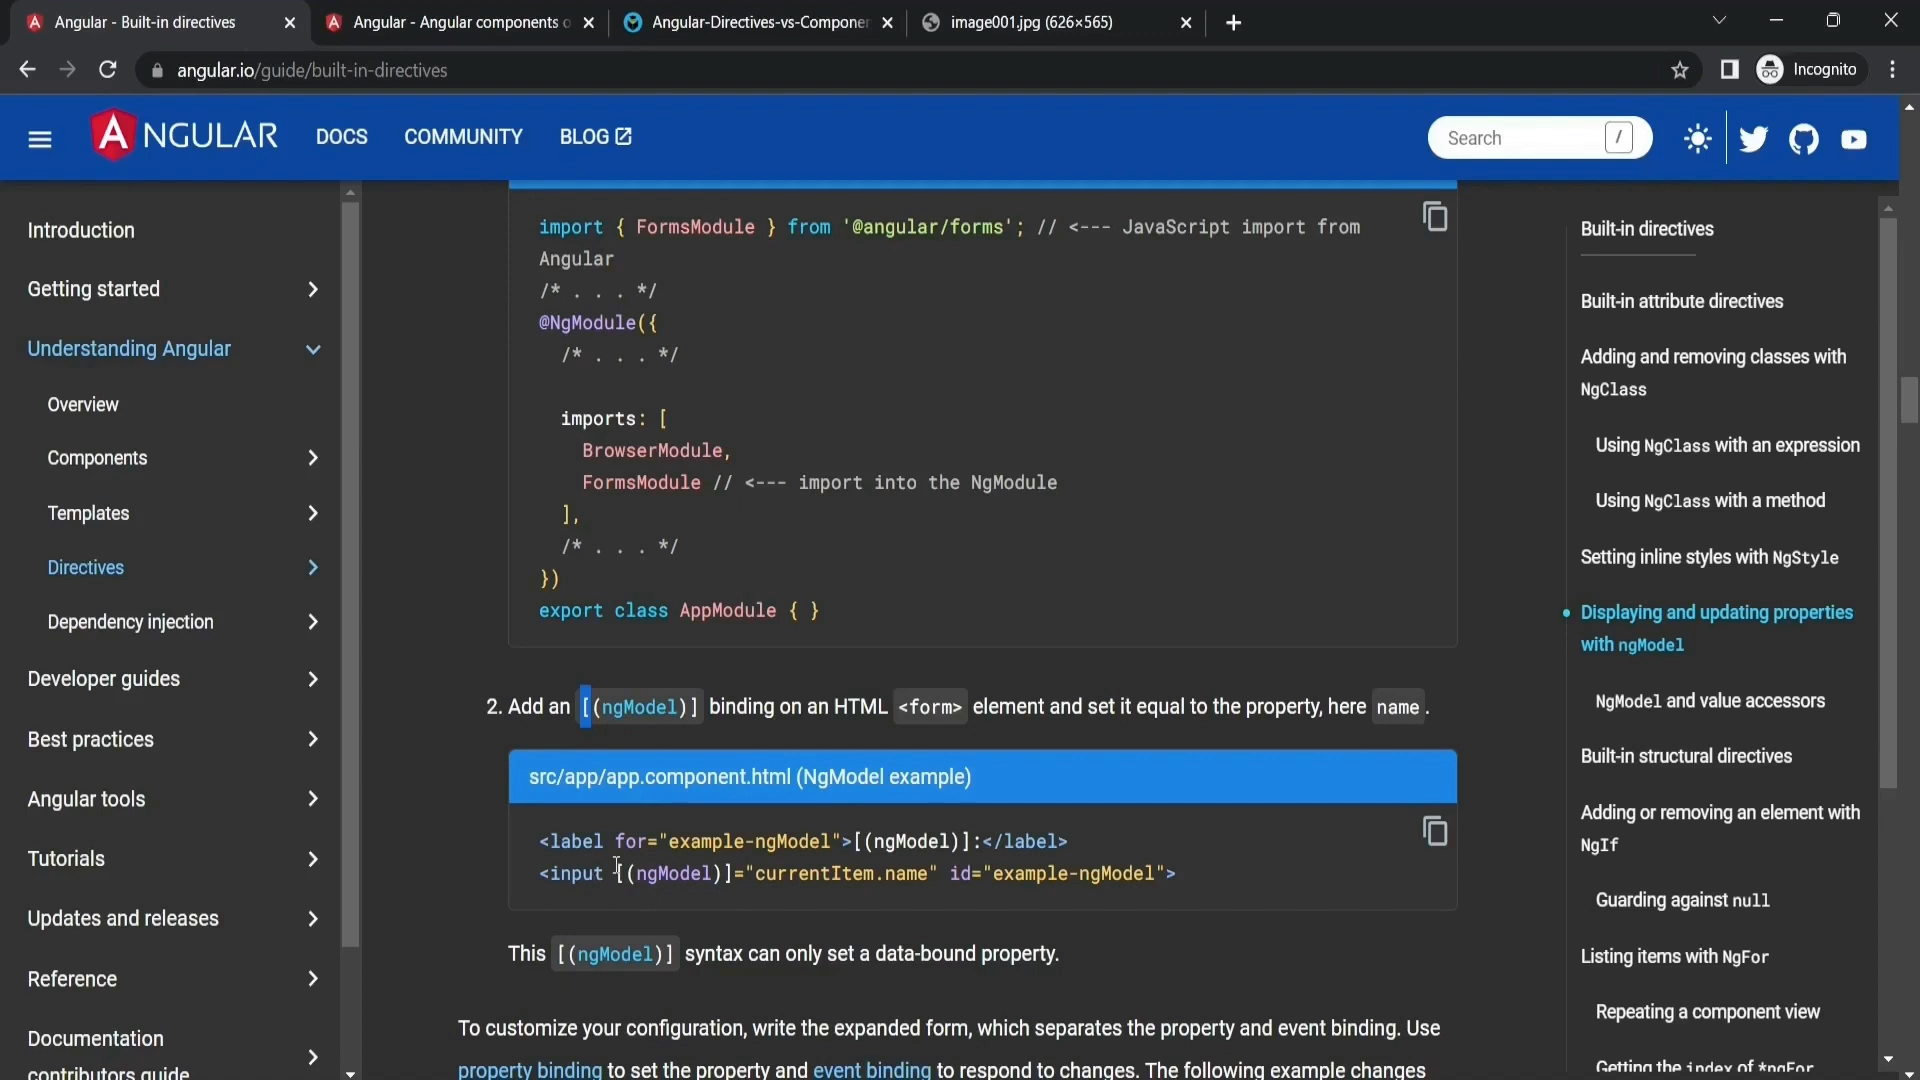 Angular - Built-in directives
Angular - Angular components o
Angular-Directives-vs-Componen
image001.jpg (626×565)
angular.io/guide/built-in-directives
Incognito
ANGULAR
DOCS
COMMUNITY
BLOG
Search
/
Introduction
Getting started
Understanding Angular
Overview
Components
Templates
Directives
Dependency injection
Developer guides
Best practices
Angular tools
Tutorials
Updates and releases
Reference
Documentation
contributors guide
import { FormsModule } from '@angular/forms'; // <--- JavaScript import from
Angular
/* . . . */
@NgModule({
/* . . . */
imports: [
BrowserModule,
FormsModule // <--- import into the NgModule
],
/* . . . */
})
export class AppModule { }
2. Add an [(ngModel)] binding on an HTML <form> element and set it equal to the property, here name.
src/app/app.component.html (NgModel example)
<label for="example-ngModel">[(ngModel)]:</label>
<input [(ngModel)]="currentItem.name" id="example-ngModel">
This [(ngModel)] syntax can only set a data-bound property.
To customize your configuration, write the expanded form, which separates the property and event binding. Use
property binding to set the property and event binding to respond to changes. The following example changes
Built-in directives
Built-in attribute directives
Adding and removing classes with
NgClass
Using NgClass with an expression
Using NgClass with a method
Setting inline styles with NgStyle
Displaying and updating properties
with ngModel
NgModel and value accessors
Built-in structural directives
Adding or removing an element with
NgIf
Guarding against null
Listing items with NgFor
Repeating a component view
Getting the index of *ngFor